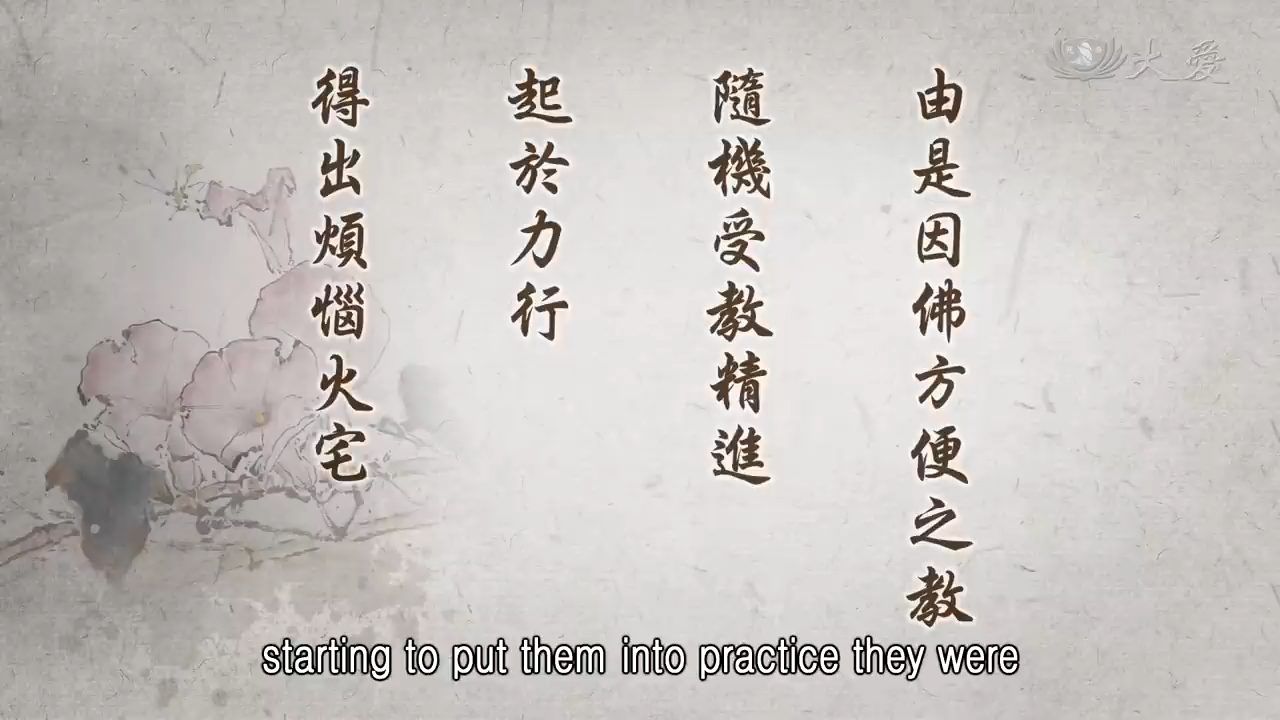 大愛
由是因佛方便之教
隨機受教精進
起於力行
得出煩惱火宅
starting to put them into practice they were